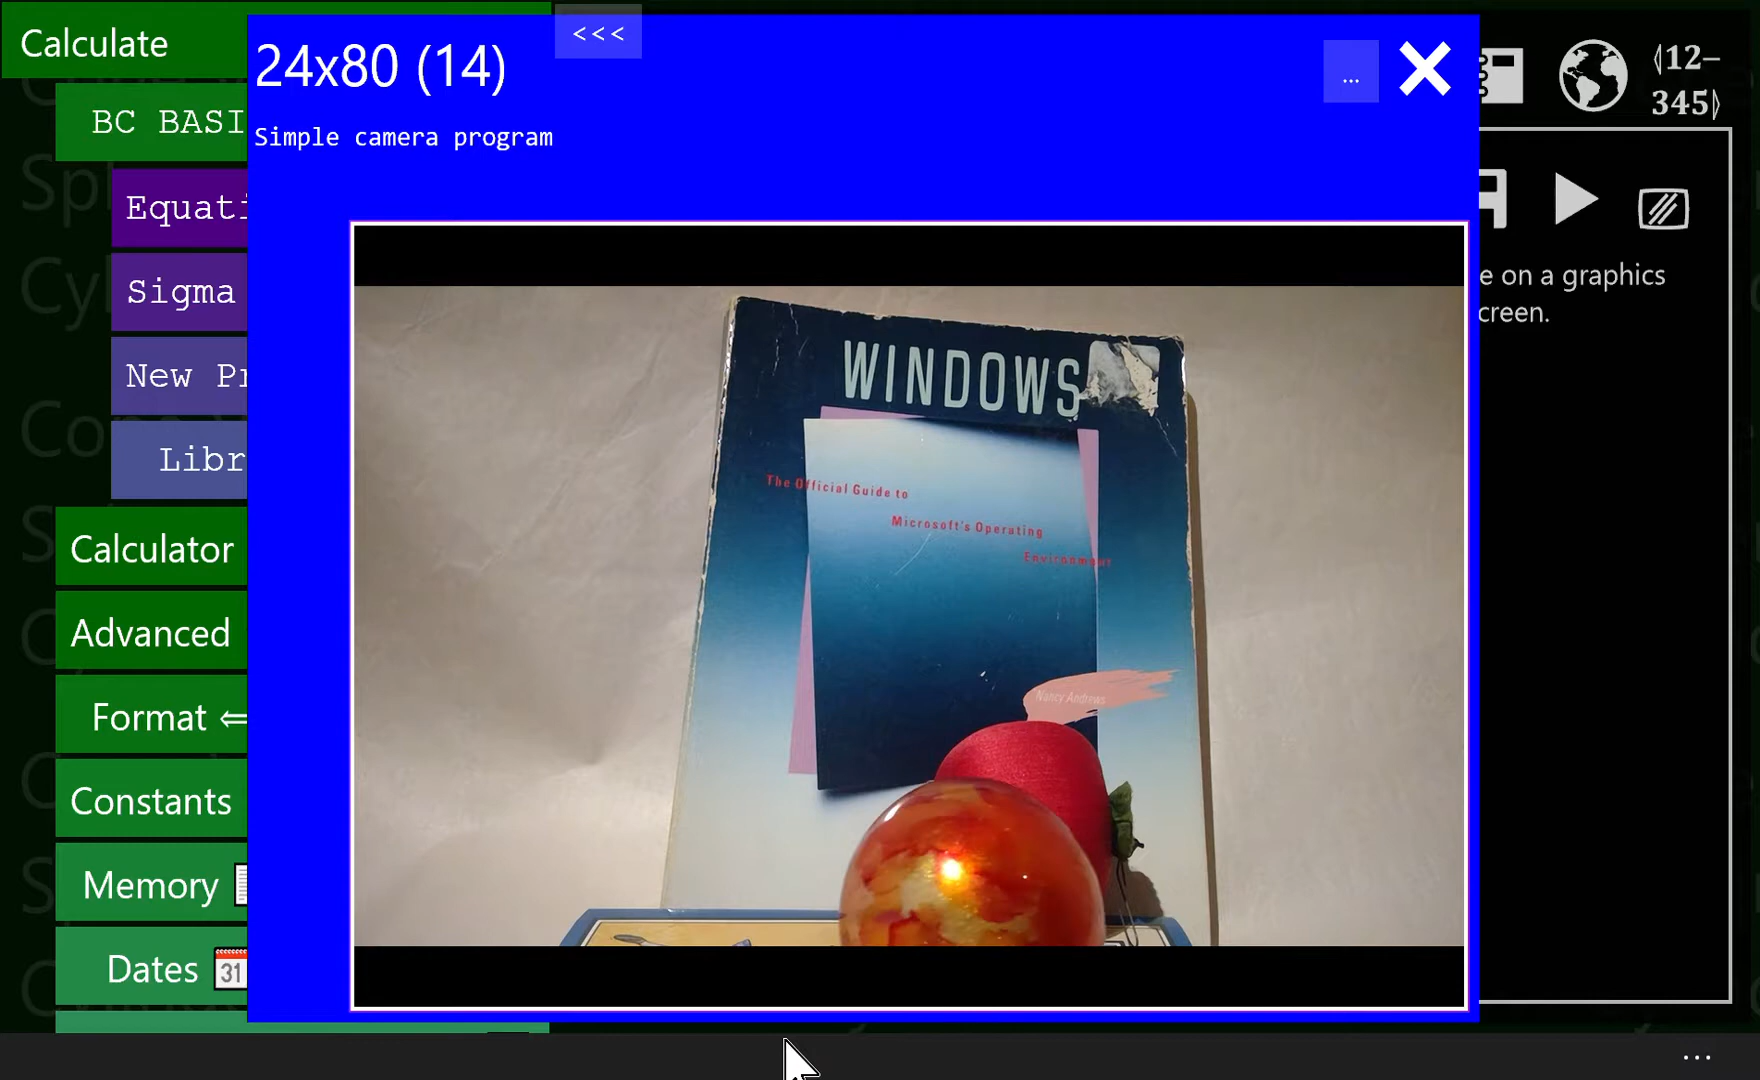 Calculate
BC BASI
Equati
Sigma
New Pr
Libr
Calculator
Advanced
Format ⇐
Constants
Memory
Dates
31
<<<
24x80 (14)
...
Simple camera program
WINDOWS
The Official Guide to
Microsoft's Operating
Environment
Nancy Andrews
12–
345
e on a graphics
creen.
...